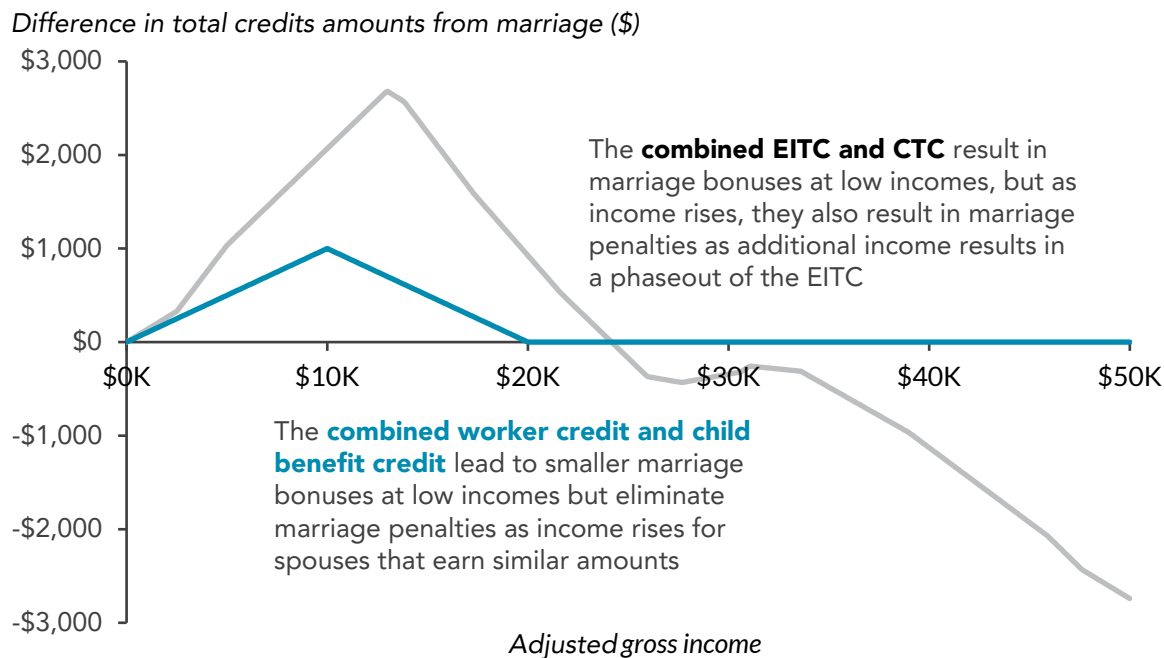 Difference in total credits amounts from marriage ($)
$3,000
$2,000
The combined EITC and CTC result in
marriage bonuses at low incomes, but as
income rises, they also result in marriage
penalties as additional income results in
a phaseout of the EITC
$1,000
$0
$0K $10K $20K $30K $40K $50K
-$1,000
The combined worker credit and child
benefit credit lead to smaller marriage
bonuses at low incomes but eliminate
marriage penalties as income rises for
spouses that earn similar amounts
-$2,000
-$3,000
Adjusted gross income